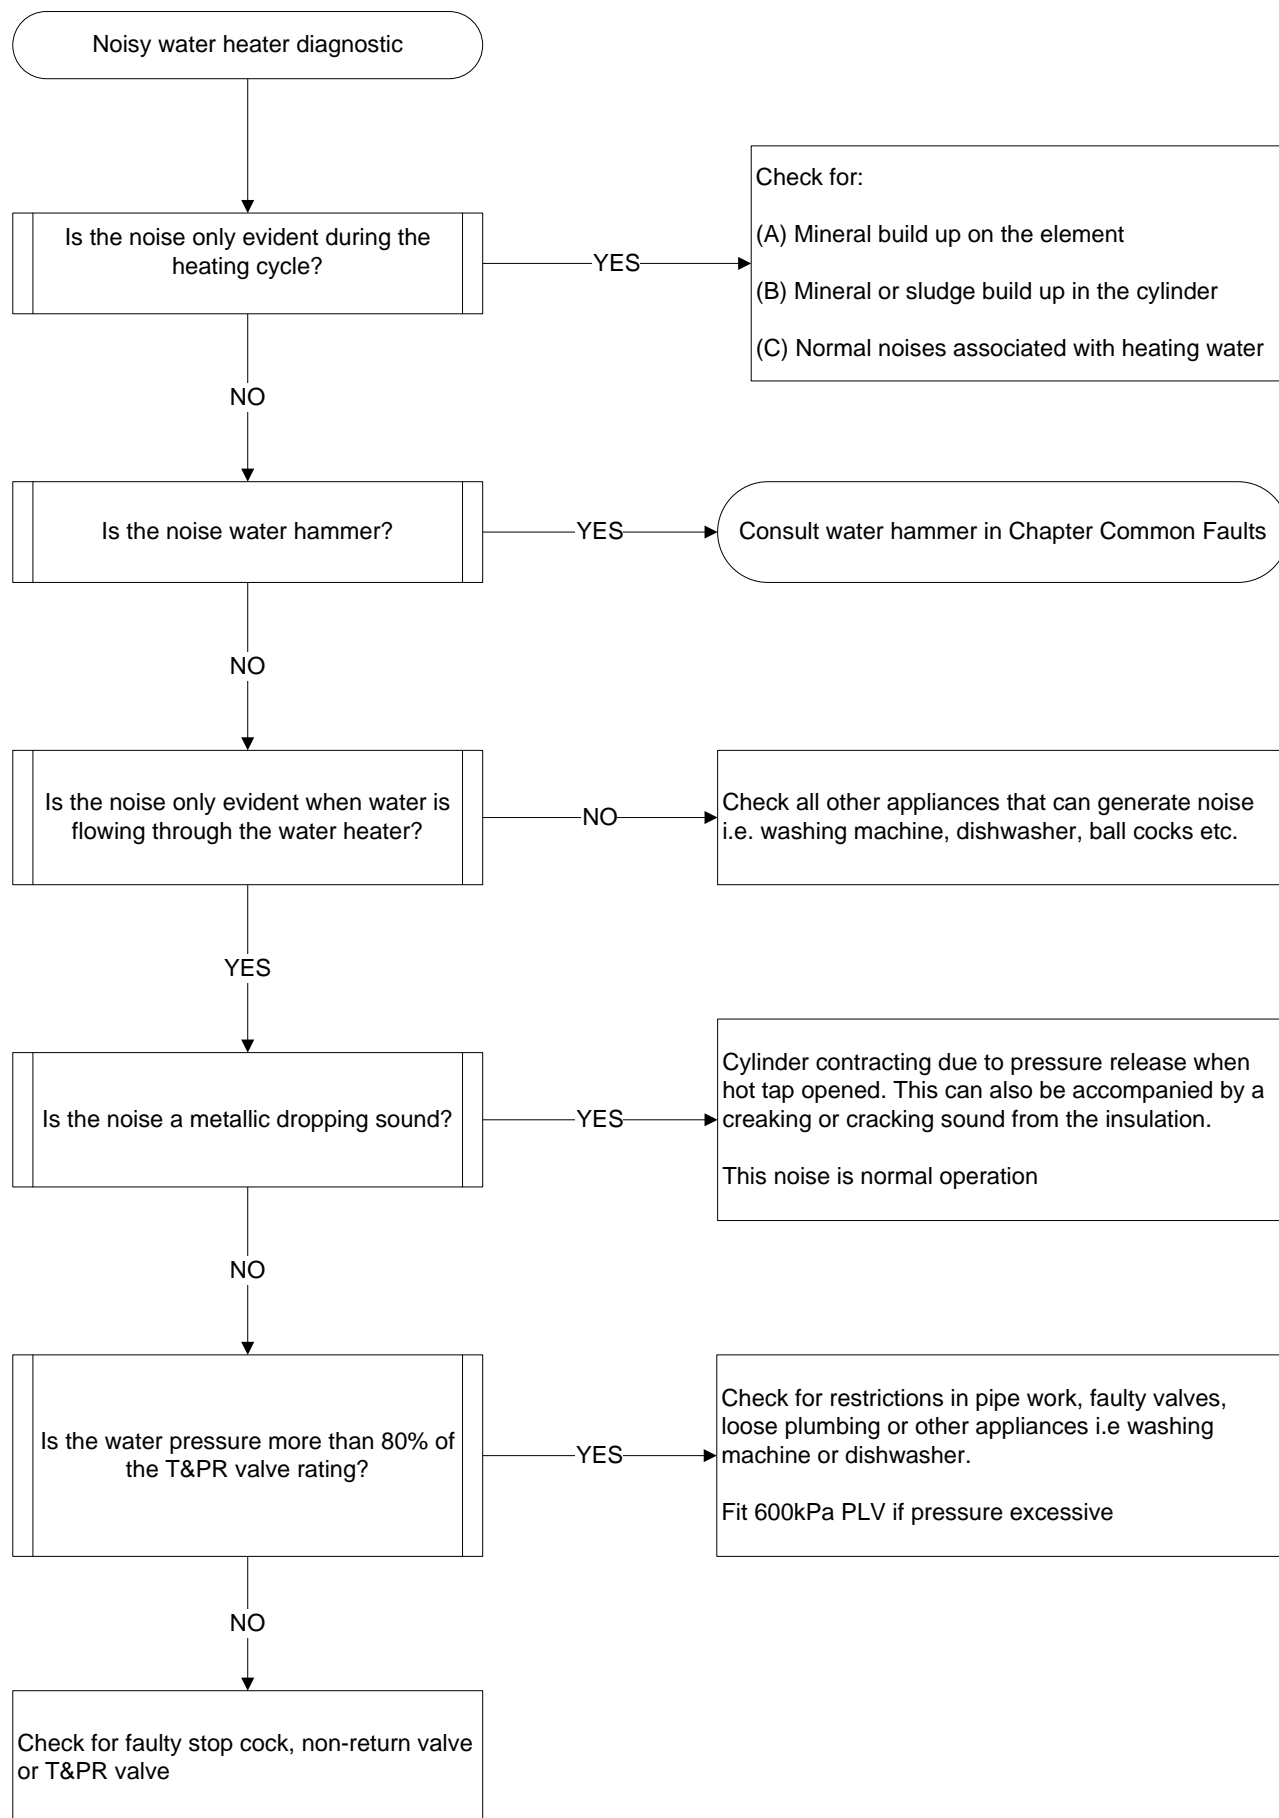 Noisy water heater diagnostic
Is the noise only evident during the
heating cycle?
YES
Check for:
(A) Mineral build up on the element
(B) Mineral or sludge build up in the cylinder
(C) Normal noises associated with heating water
NO
Is the noise water hammer?
YES
Consult water hammer in Chapter Common Faults
NO
Is the noise only evident when water is
flowing through the water heater?
NO
Check all other appliances that can generate noise
i.e. washing machine, dishwasher, ball cocks etc.
YES
Is the noise a metallic dropping sound?
YES
Cylinder contracting due to pressure release when
hot tap opened. This can also be accompanied by a
creaking or cracking sound from the insulation.
This noise is normal operation
NO
Is the water pressure more than 80% of
the T&PR valve rating?
YES
Check for restrictions in pipe work, faulty valves,
loose plumbing or other appliances i.e washing
machine or dishwasher.
Fit 600kPa PLV if pressure excessive
NO
Check for faulty stop cock, non-return valve
or T&PR valve